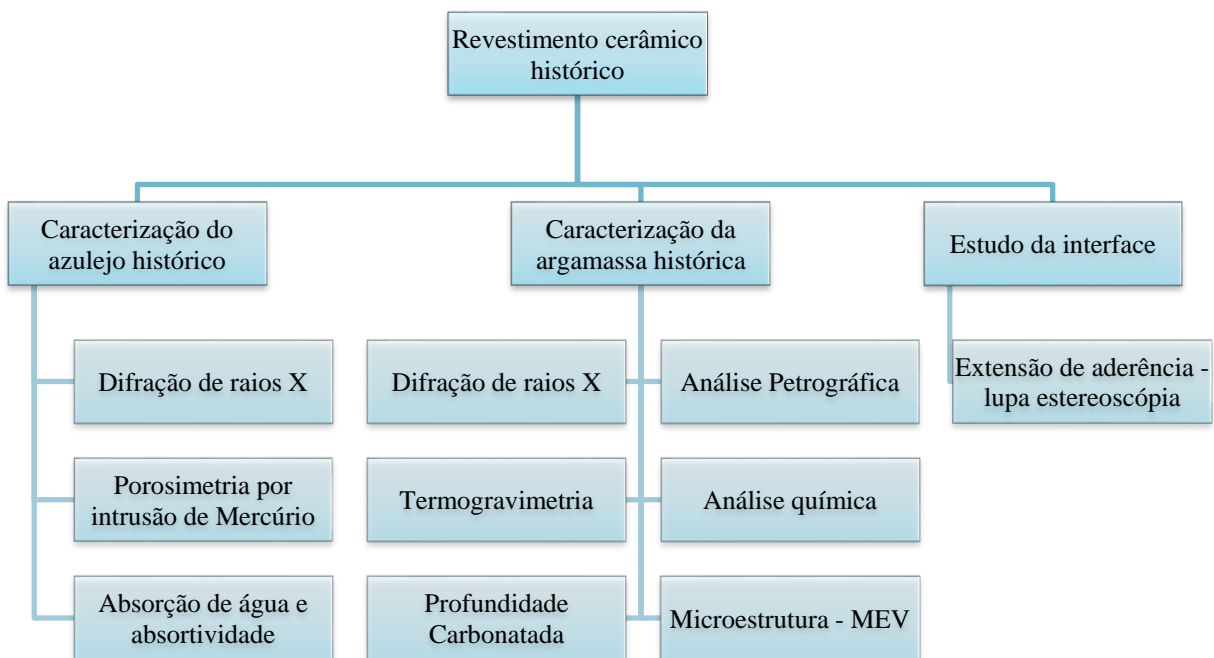 Revestimento cerâmico
histórico
Caracterização do
azulejo histórico
Caracterização da
argamassa histórica
Estudo da interface
Difração de raios X
Difração de raios X
Análise Petrográfica
Extensão de aderência -
lupa estereoscópia
Porosimetria por
intrusão de Mercúrio
Termogravimetria
Análise química
Absorção de água e
absortividade
Profundidade
Carbonatada
Microestrutura - MEV